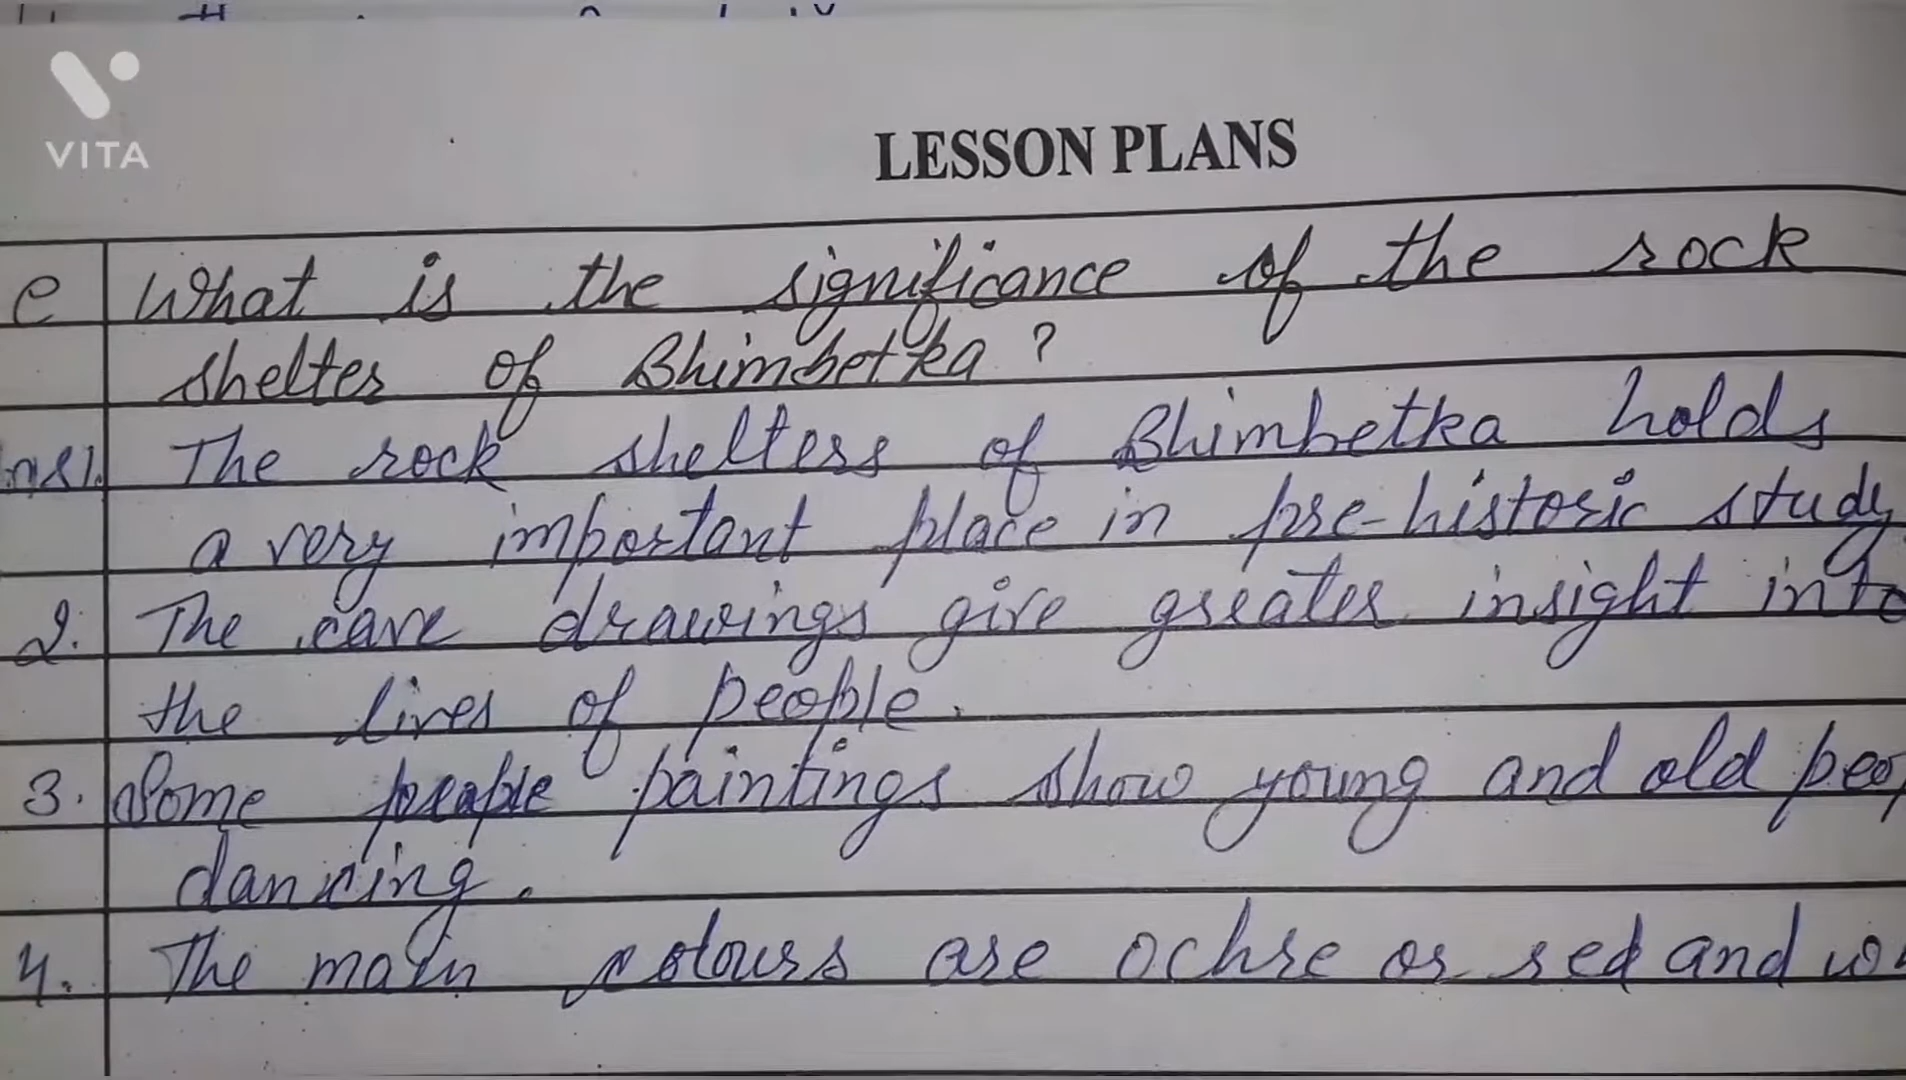 VITA
LESSON PLANS
e What is the significance of the rock
shelter of Bhimbetka?
ns1. The rock shelters of Bhimbetka holds
a very important place in pre-historic study
2. The cave drawings give greater insight into
the lives of people.
3. Some people paintings show young and old peop
dancing.
4. The main colours are ochre or red and w